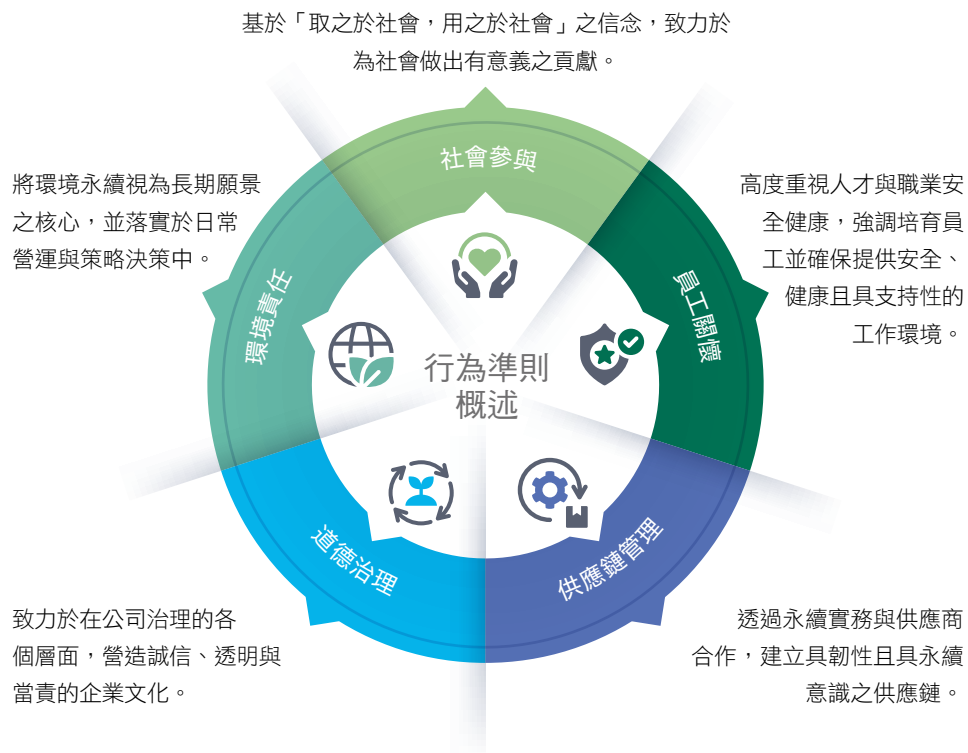 基於「取之於社會，用之於社會」之信念，致力於
為社會做出有意義之貢獻。
社會參與
將環境永續視為長期願景
之核心，並落實於日常
營運與策略決策中。
環境責任
高度重視人才與職業安
全健康，強調培育員
工並確保提供安全、
健康且具支持性的
工作環境。
員工關懷
行為準則
概述
道德治理
供應鏈管理
致力於在公司治理的各
個層面，營造誠信、透明與
當責的企業文化。
透過永續實務與供應商
合作，建立具韌性且具永續
意識之供應鏈。